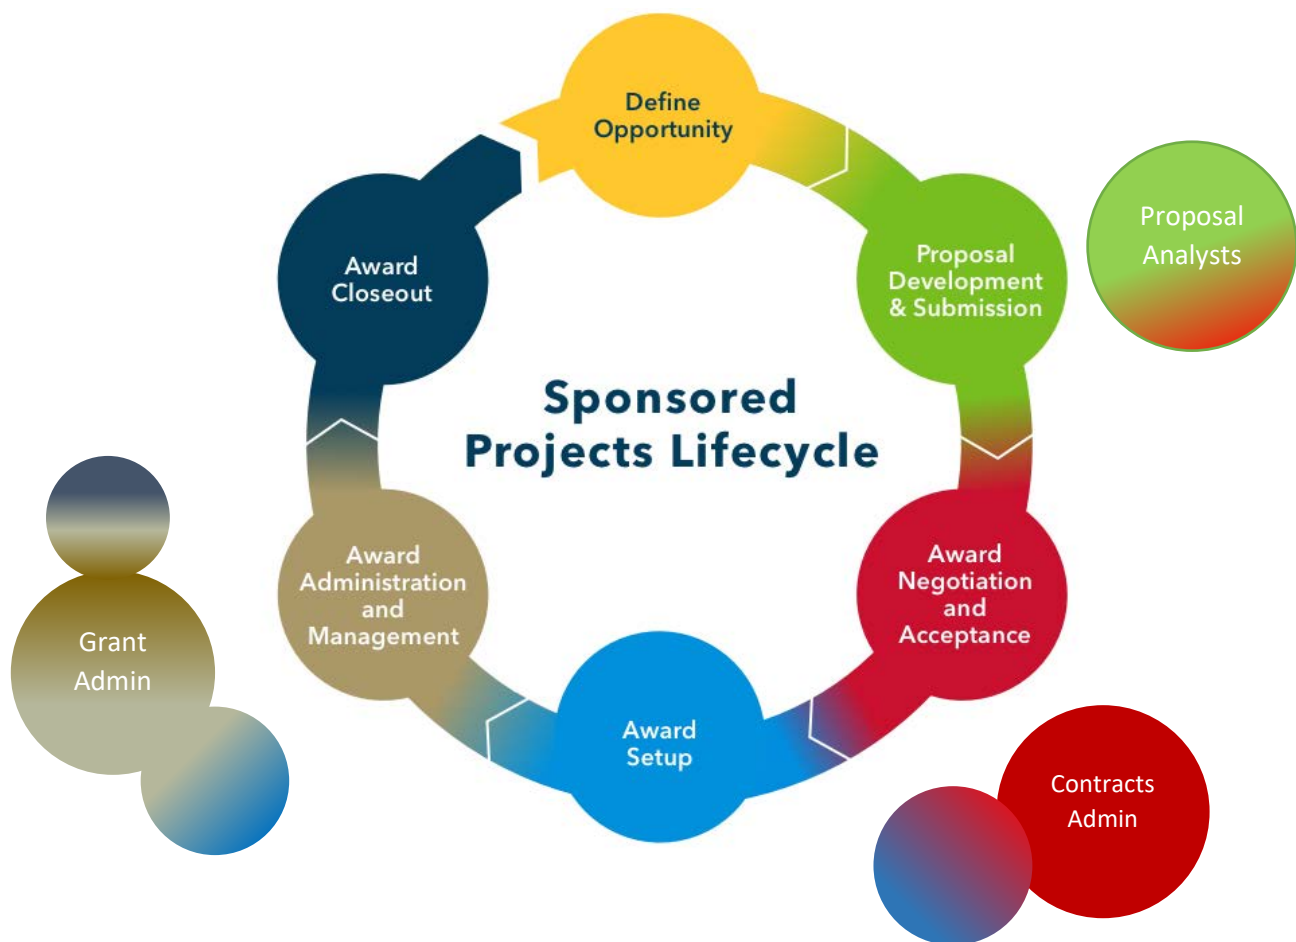 Define
Opportunity
Proposal
Development
& Submission
Proposal
Analysts
Award
Closeout
Sponsored
Projects Lifecycle
Award
Administration
and
Management
Award
Negotiation
and
Acceptance
Grant
Admin
Award
Setup
Contracts
Admin